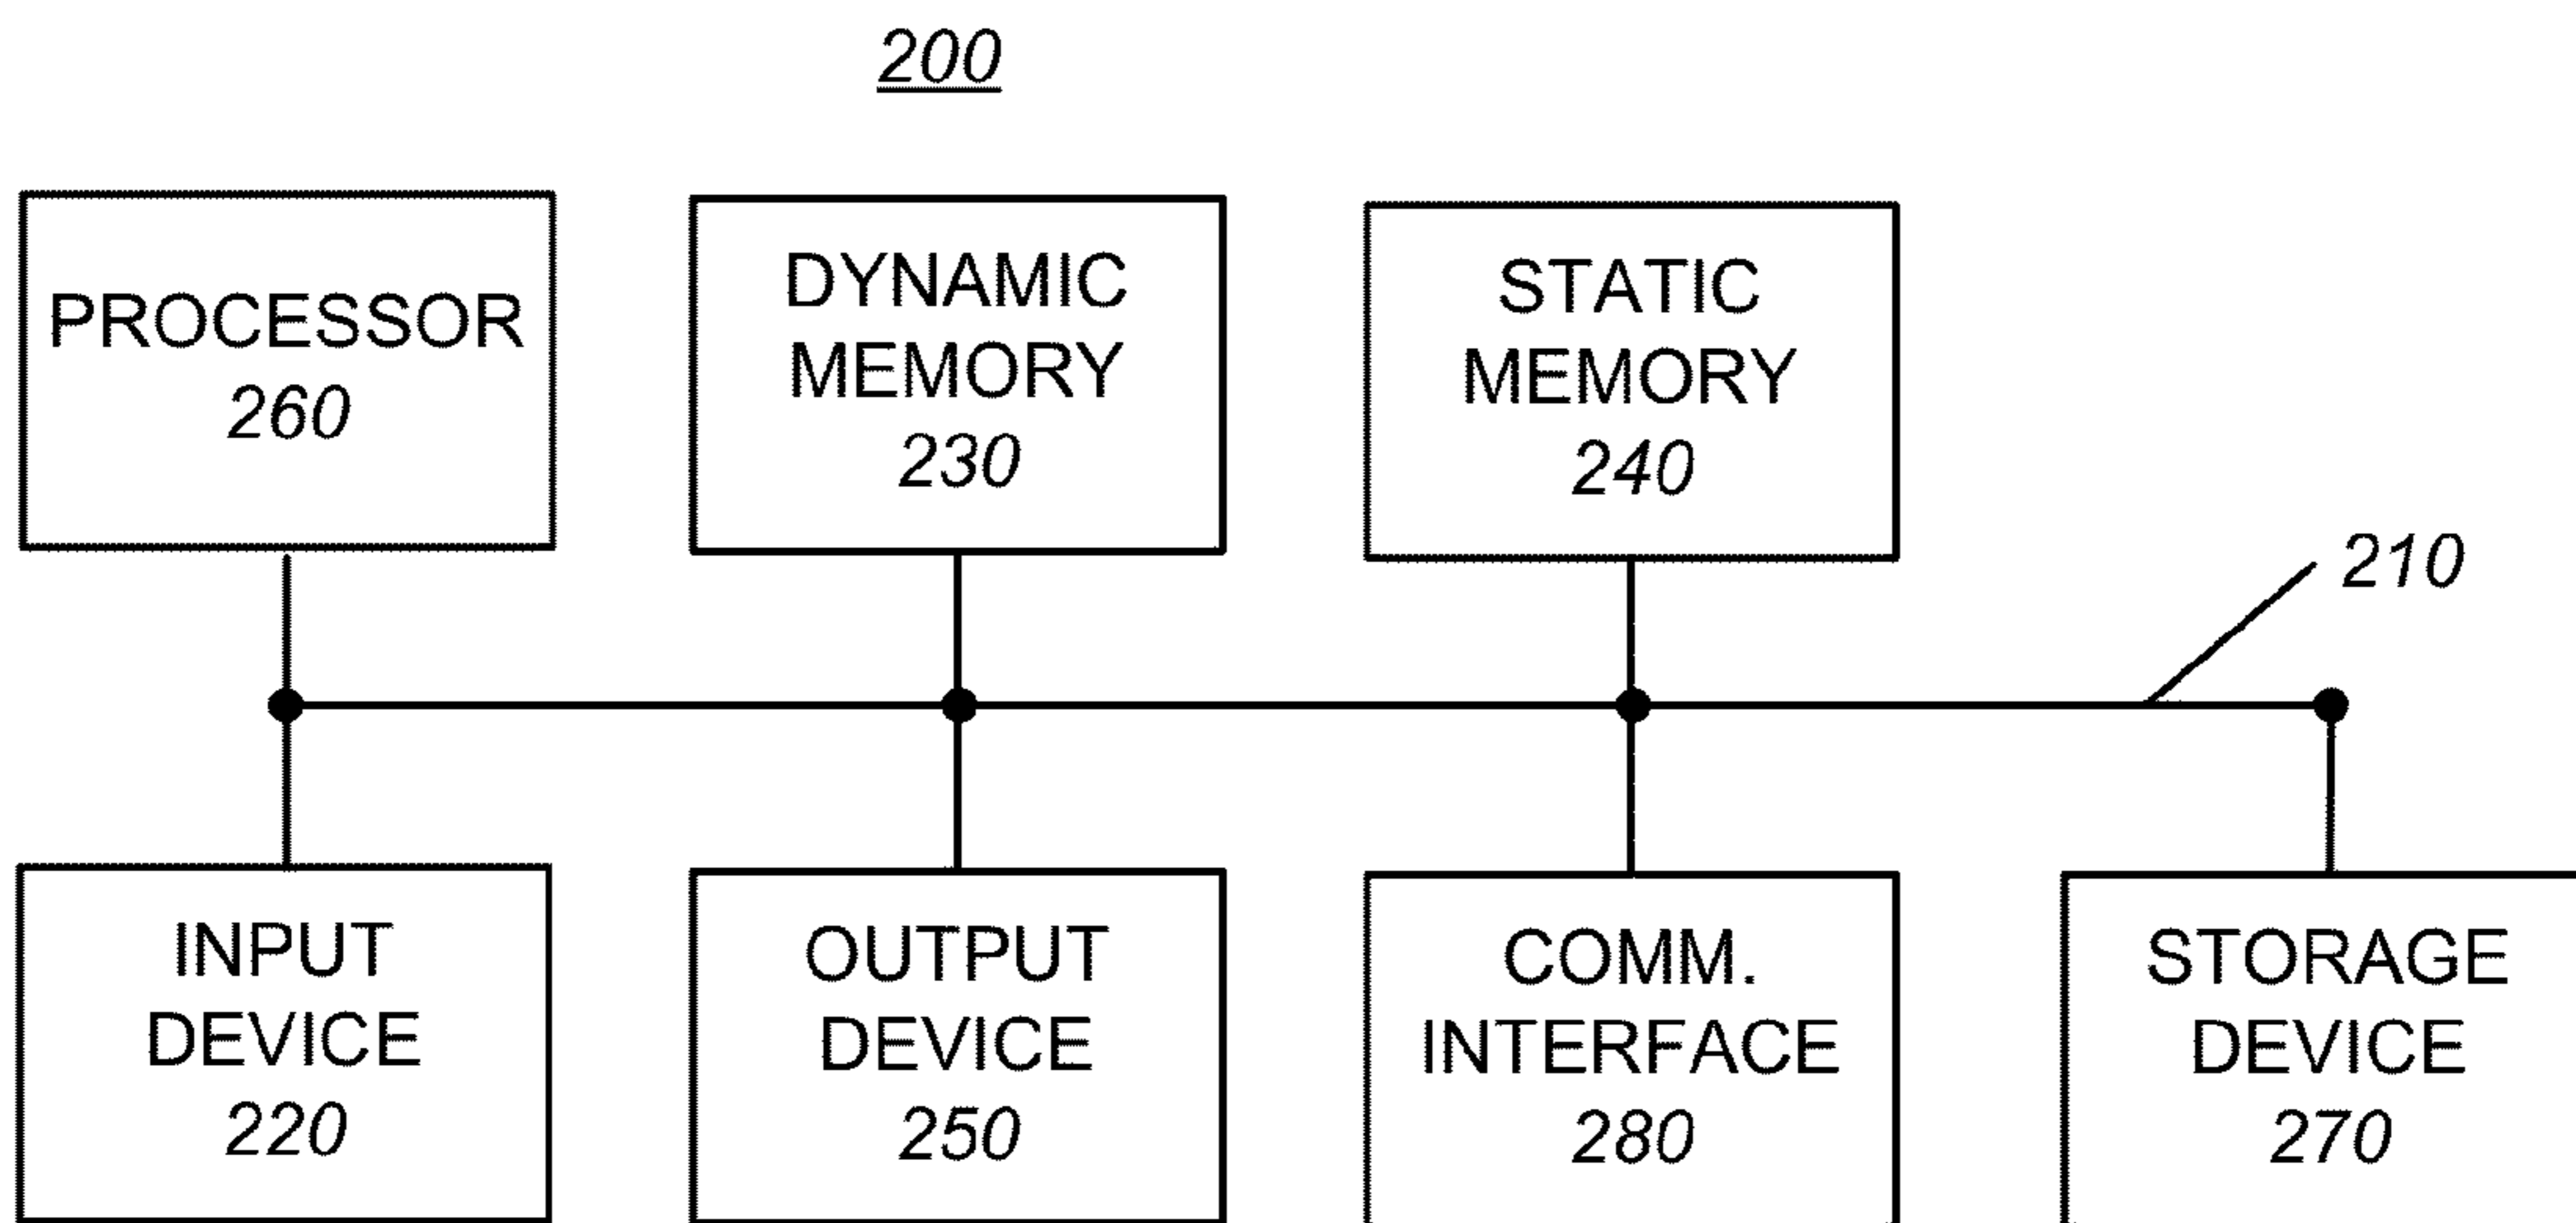 200
PROCESSOR
260
DYNAMIC
MEMORY
230
STATIC
MEMORY
240
210
INPUT
DEVICE
220
OUTPUT
DEVICE
250
COMM.
INTERFACE
280
STORAGE
DEVICE
270